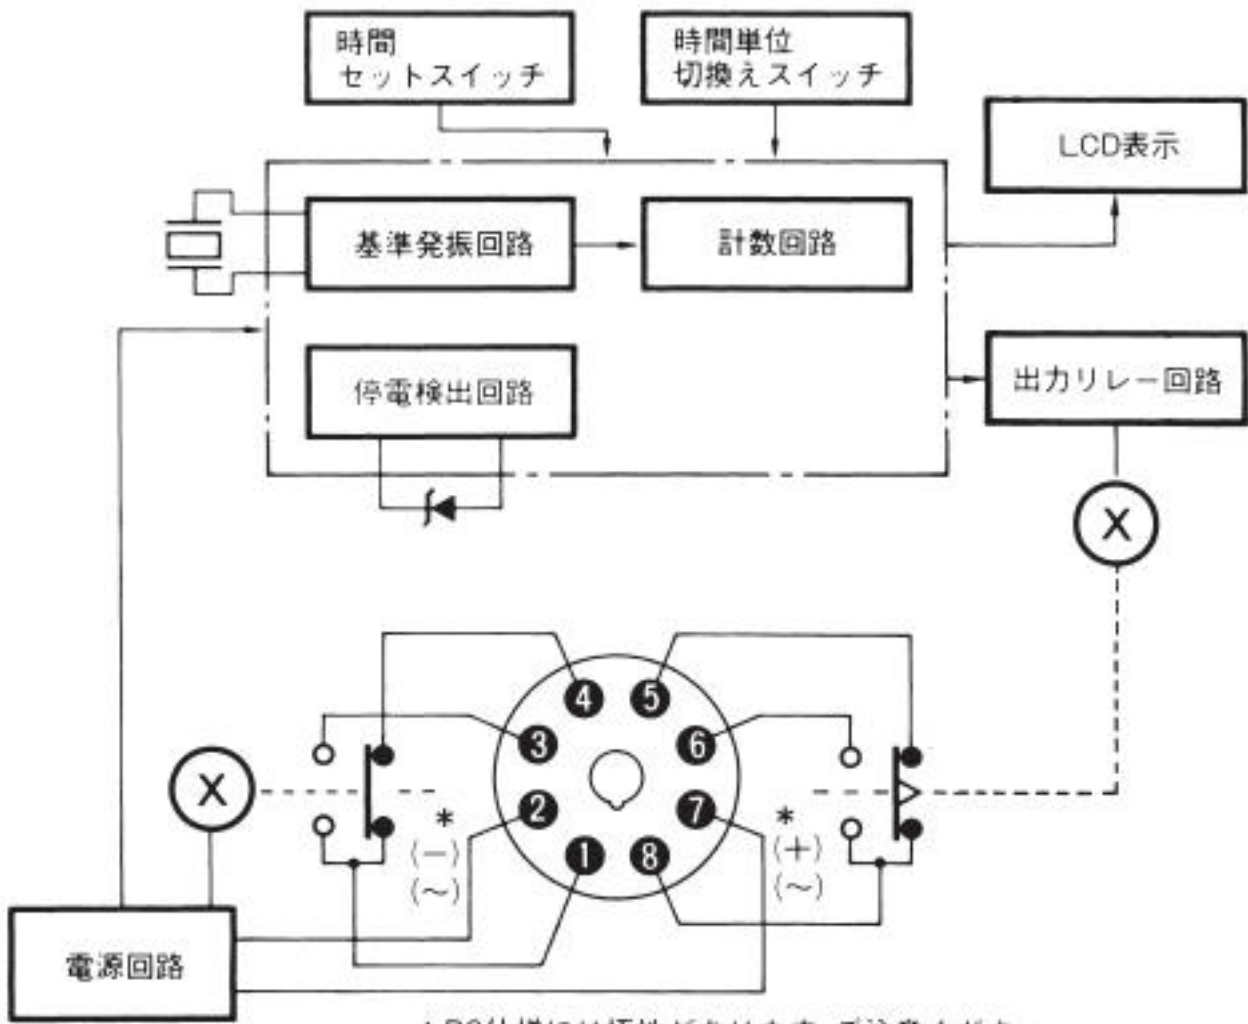 時間
セットスイッチ
時間単位
切換えスイッチ
LCD表示
基準発振回路
計数回路
停電検出回路
出力リレー回路
X
4
5
3
6
X
2
7
*
(−)
(~)
1
8
*
(+)
(~)
電源回路